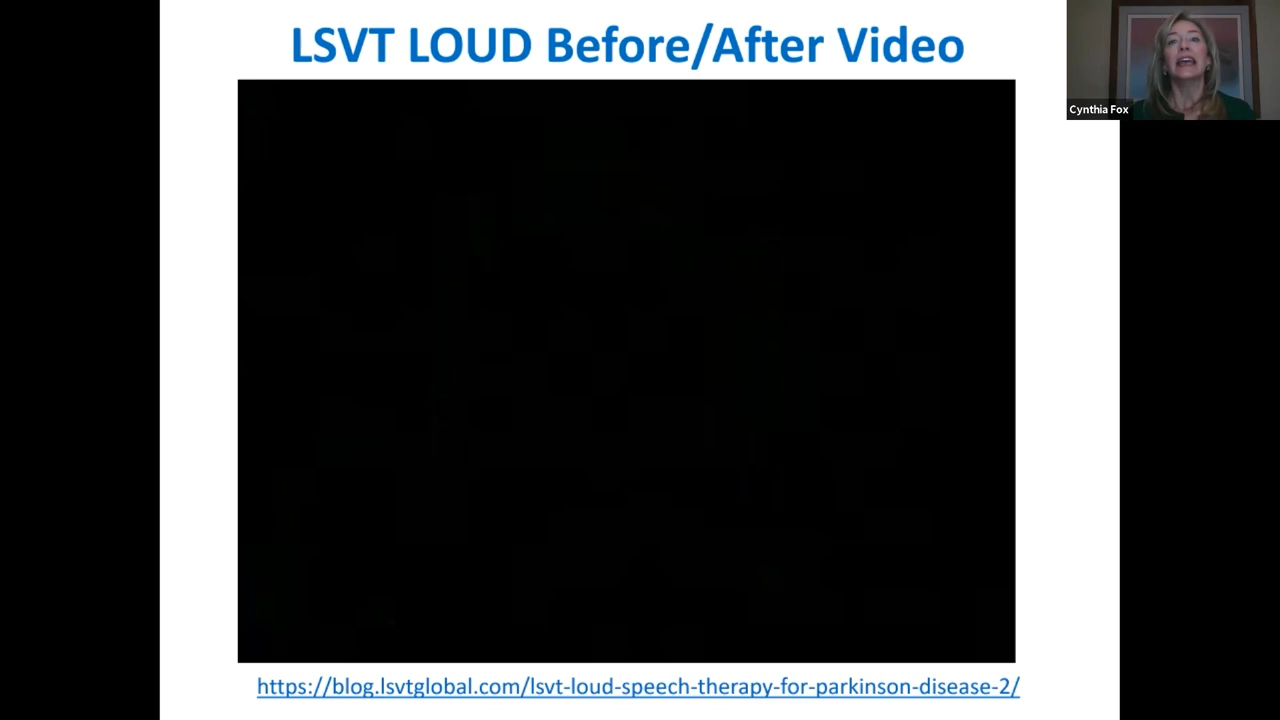 LSVT LOUD Before/After Video
Cynthia Fox
https://blog.lsvtglobal.com/lsvt-loud-speech-therapy-for-parkinson-disease-2/